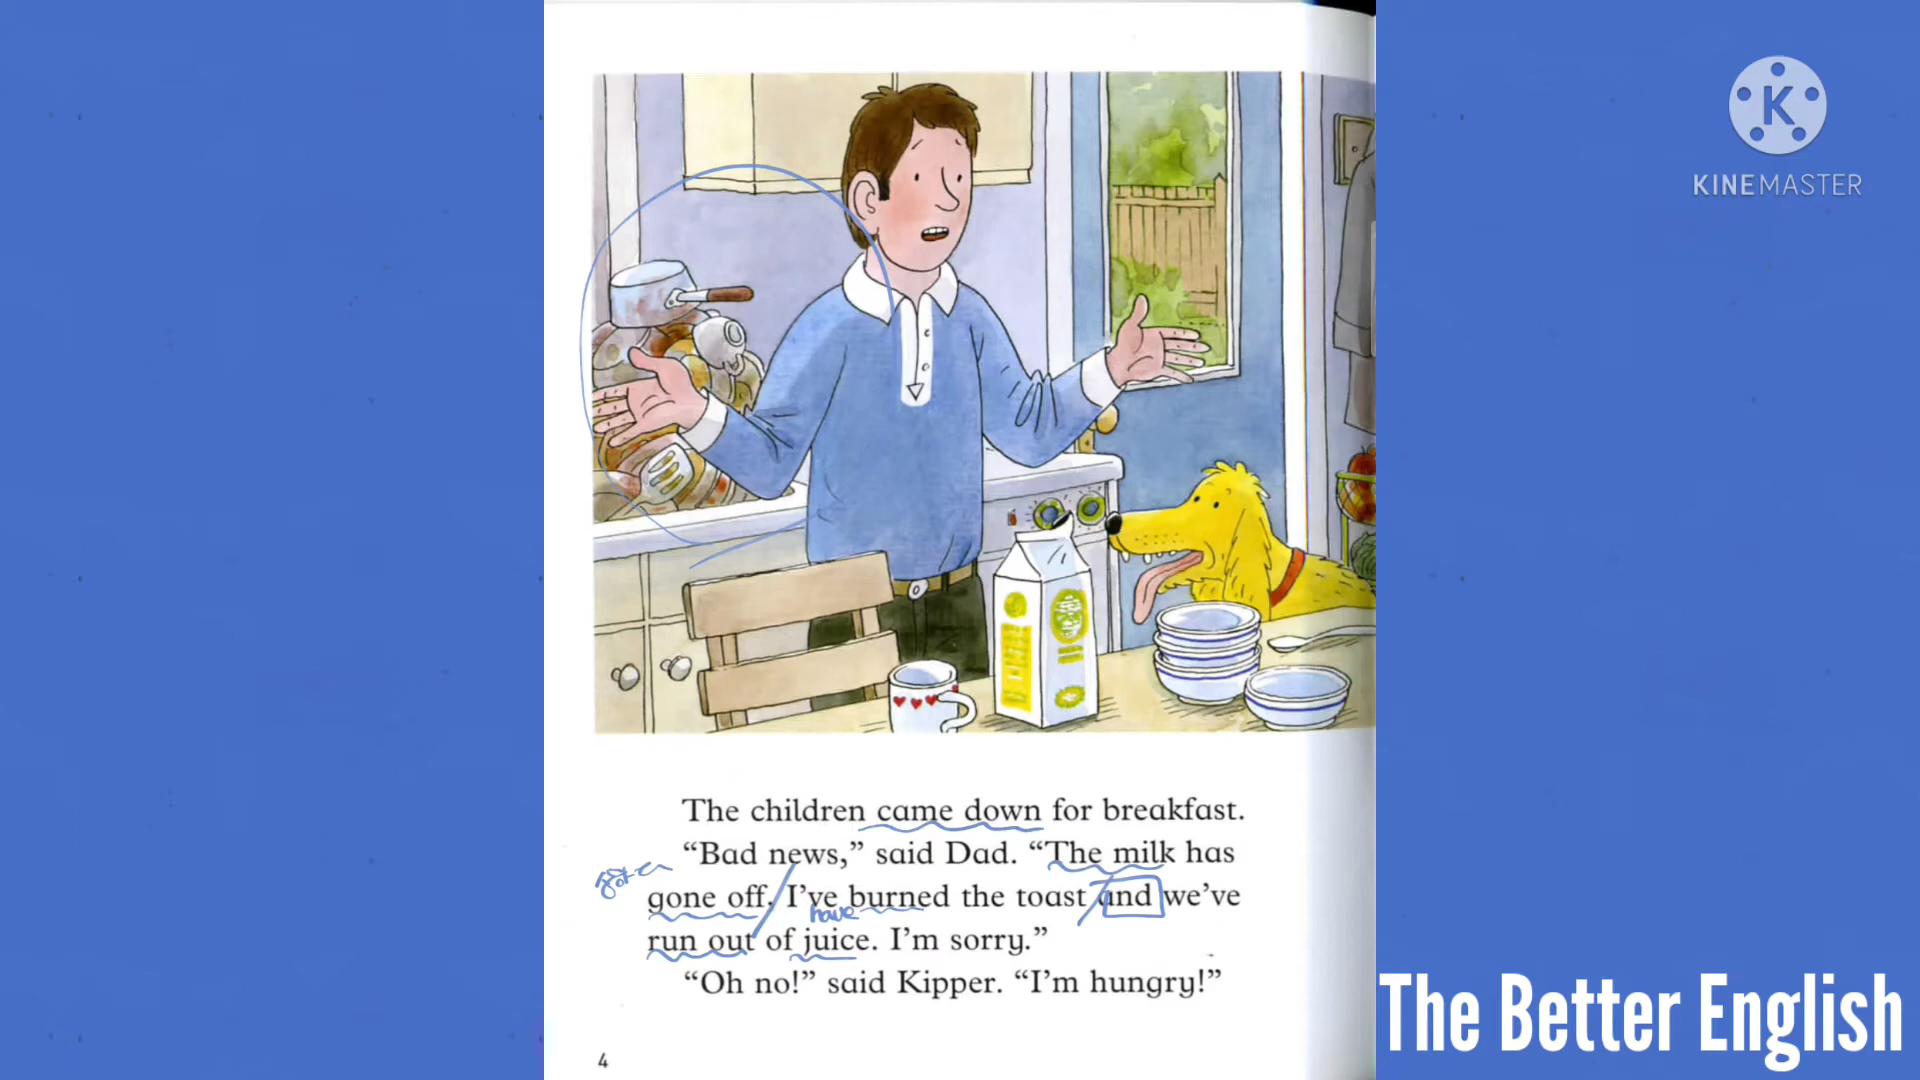 KINEMASTER
The children came down for breakfast.
“Bad news,” said Dad. “The milk has
gone off. I’ve burned the toast and we’ve
have
run out of juice. I’m sorry.”
“Oh no!” said Kipper. “I’m hungry!”
4
The Better English